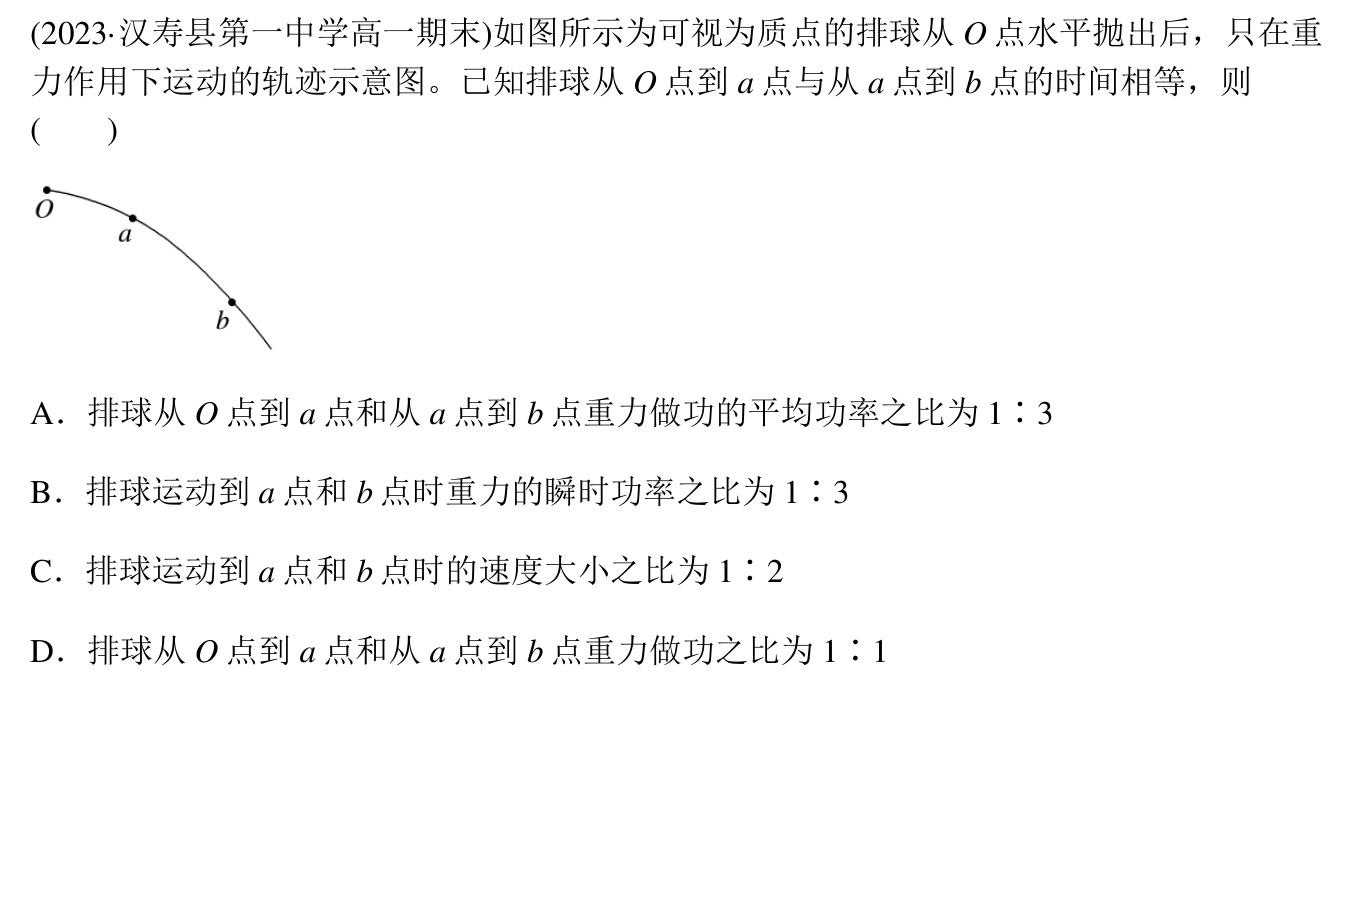 (2023·汉寿县第一中学高一期末)如图所示为可视为质点的排球从 O 点水平抛出后，只在重
力作用下运动的轨迹示意图。已知排球从 O 点到 a 点与从 a 点到 b 点的时间相等，则
(　　)
O
a
b
A．排球从 O 点到 a 点和从 a 点到 b 点重力做功的平均功率之比为 1∶3
B．排球运动到 a 点和 b 点时重力的瞬时功率之比为 1∶3
C．排球运动到 a 点和 b 点时的速度大小之比为 1∶2
D．排球从 O 点到 a 点和从 a 点到 b 点重力做功之比为 1∶1